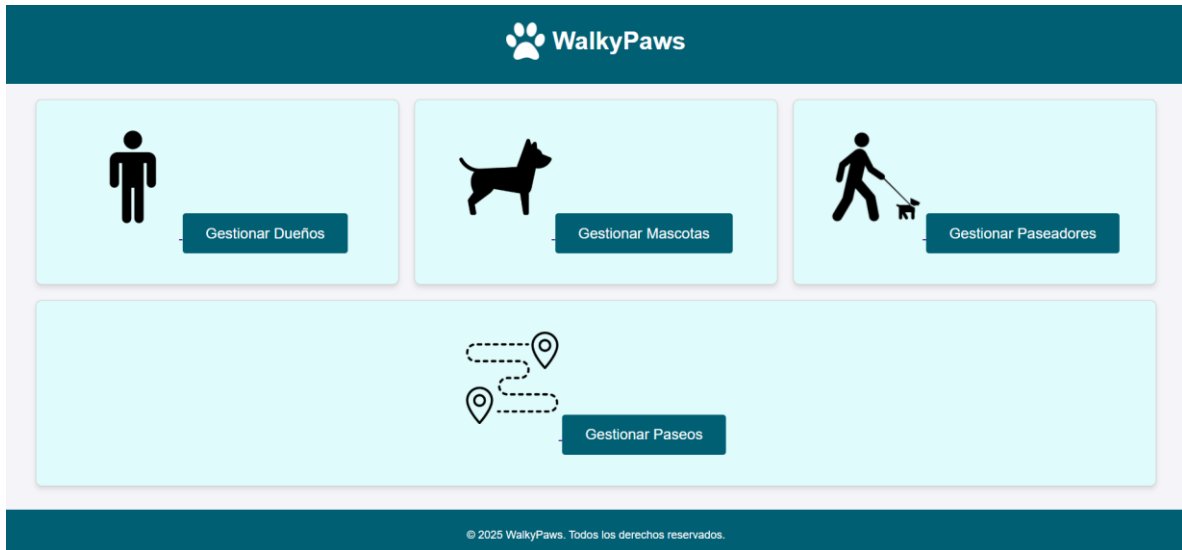 WalkyPaws
Gestionar Dueños
Gestionar Mascotas
Gestionar Paseadores
Gestionar Paseos
© 2025 WalkyPaws. Todos los derechos reservados.